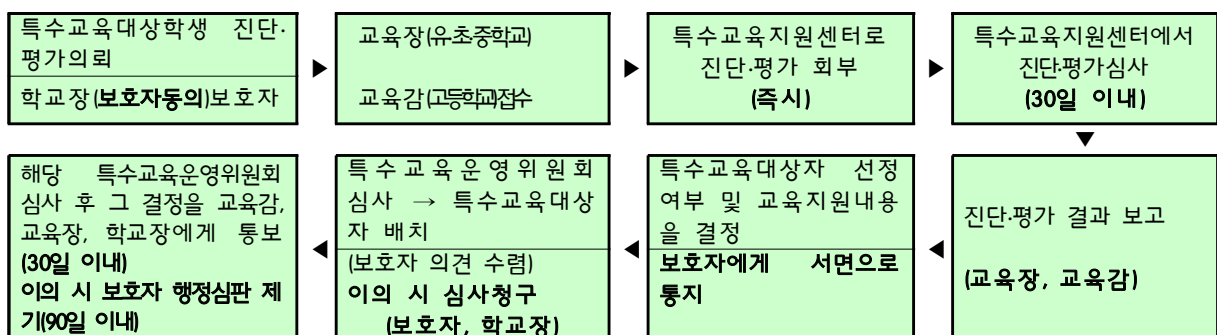 특수교육대상학생 진단·
평가의뢰
학교장(보호자동의)보호자
▶
교육장(유·초·중학교)
교육감(고등학교)접수
▶
특수교육지원센터로
진단·평가 회부
(즉시)
▶
특수교육지원센터에서
진단·평가심사
(30일 이내)
▼
진단·평가 결과 보고
(교육장, 교육감)
◀
특수교육대상자 선정
여부 및 교육지원내용
을 결정
보호자에게 서면으로
통지
◀
특수교육운영위원회
심사 → 특수교육대상
자 배치
(보호자 의견 수렴)
이의 시 심사청구
(보호자, 학교장)
◀
해당 특수교육운영위원회
심사 후 그 결정을 교육감,
교육장, 학교장에게 통보
(30일 이내)
이의 시 보호자 행정심판 제
기(90일 이내)